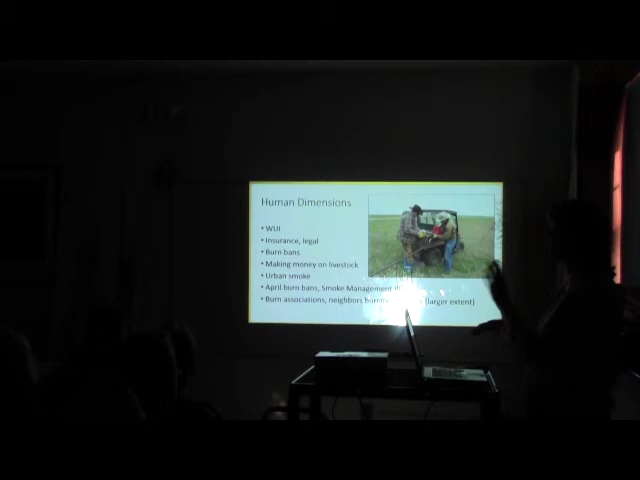 Human Dimensions
• WUI
• Insurance, legal
• Burn bans
• Making money on livestock
• Urban smoke
• April burn bans, Smoke Management
• Burn associations, neighbors (larger extent)